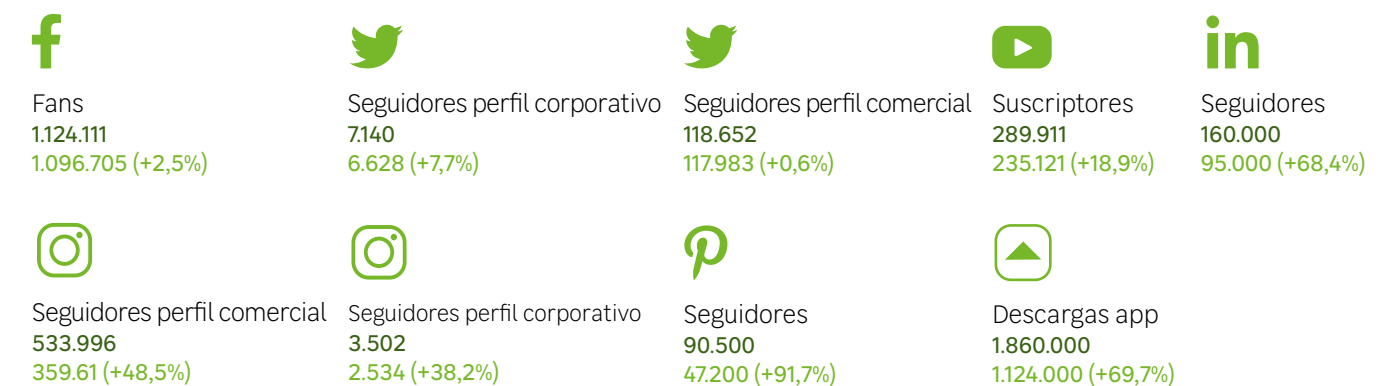 Fans
1.124.111
1.096.705 (+2,5%)
Seguidores perfil corporativo
7.140
6.628 (+7,7%)
Seguidores perfil comercial
118.652
117.983 (+0,6%)
Suscriptores
289.911
235.121 (+18,9%)
in
Seguidores
160.000
95.000 (+68,4%)
Seguidores perfil comercial
533.996
359.61 (+48,5%)
Seguidores perfil corporativo
3.502
2.534 (+38,2%)
Seguidores
90.500
47.200 (+91,7%)
Descargas app
1.860.000
1.124.000 (+69,7%)